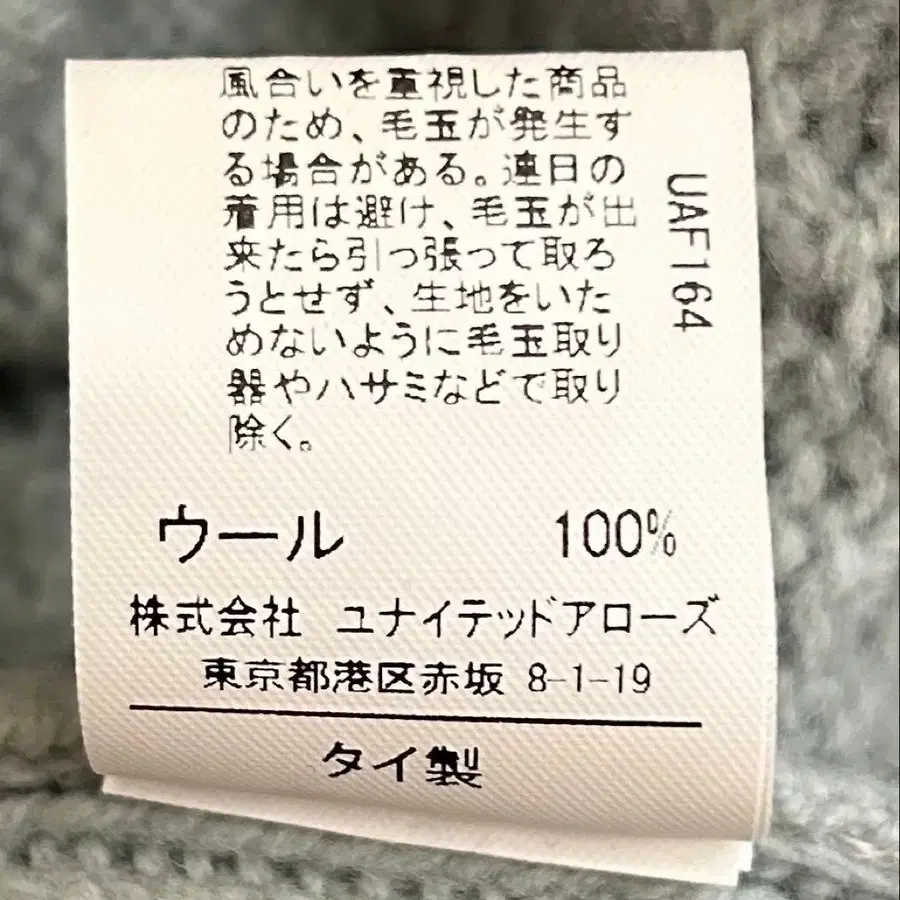 風合いを重視した商品
のため、毛玉が発生す
る場合がある。連日の
着用は避け、毛玉が出
来たら引っ張って取ろ
うとせず、生地をいた
めないように毛玉取り
器やハサミなどで取り
除く。
UAF164
ウール 100%
株式会社 ユナイテッドアローズ
東京都港区赤坂 8-1-19
タイ製